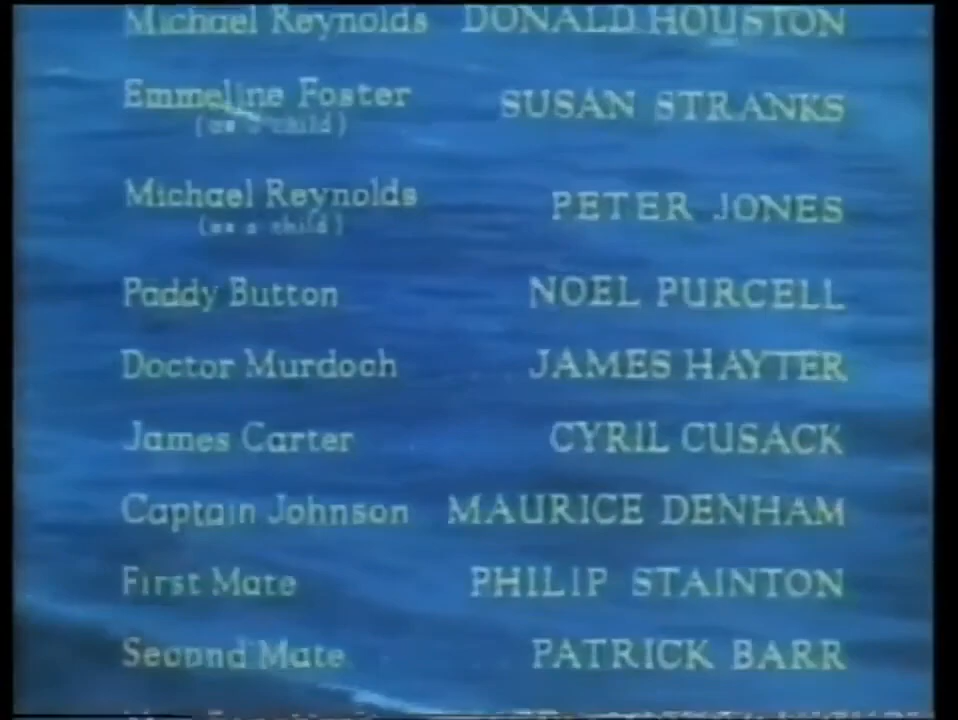 Michael Reynolds DONALD HOUSTON
Emmeline Foster SUSAN STRANKS
(as a child)
Michael Reynolds PETER JONES
(as a child)
Paddy Button NOEL PURCELL
Doctor Murdoch JAMES HAYTER
James Carter CYRIL CUSACK
Captain Johnson MAURICE DENHAM
First Mate PHILIP STAINTON
Second Mate PATRICK BARR